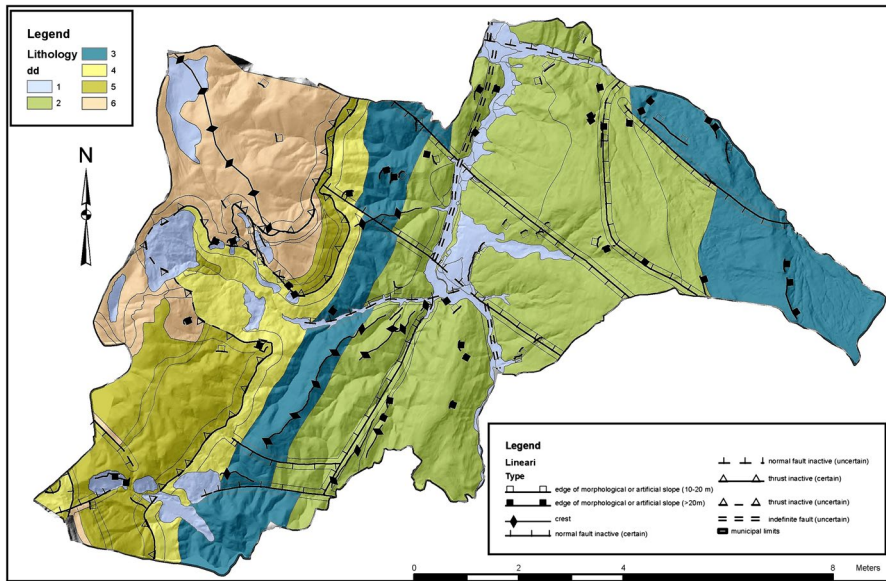 Legend
Lithology
dd
1
2
3
4
5
6
N
Legend
Lineari
Type
edge of morphological or artificial slope (10-20 m)
edge of morphological or artificial slope (>20m)
crest
normal fault inactive (certain)
normal fault inactive (uncertain)
thrust inactive (certain)
thrust inactive (uncertain)
indefinite fault (uncertain)
municipal limits
0 2 4 8 Meters